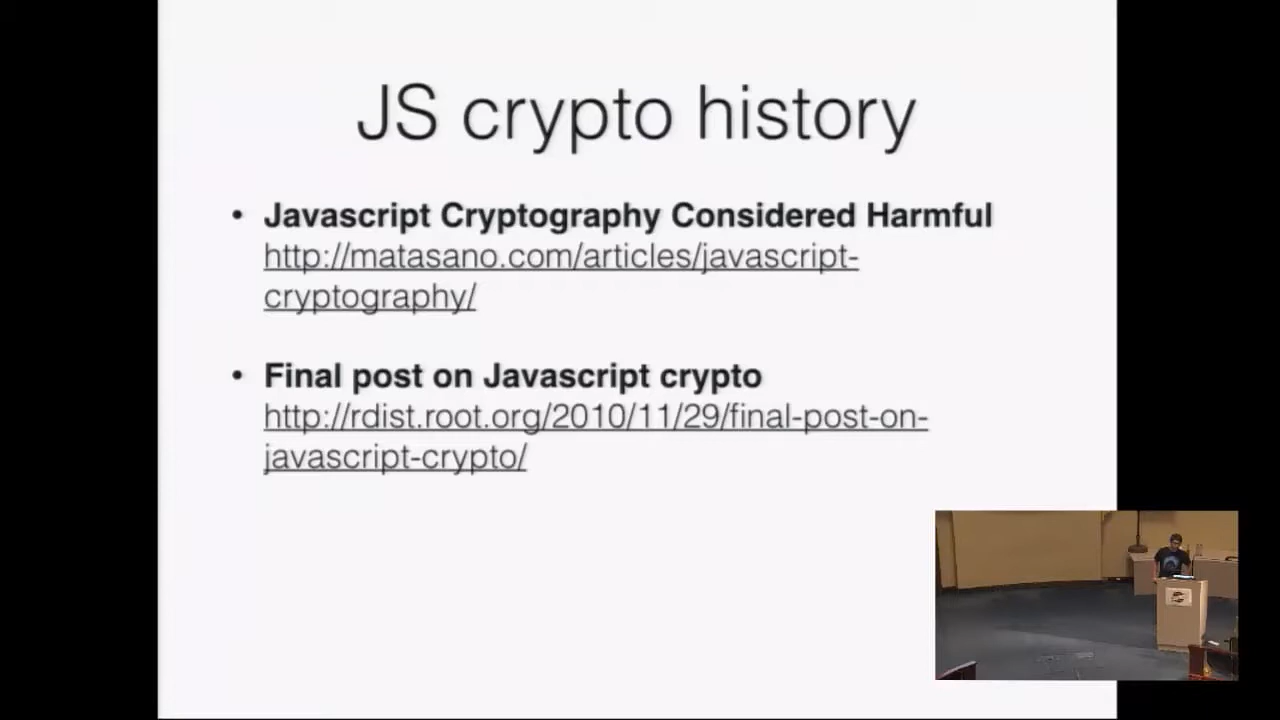 JS crypto history
• Javascript Cryptography Considered Harmful
http://matasano.com/articles/javascript-
cryptography/
• Final post on Javascript crypto
http://rdist.root.org/2010/11/29/final-post-on-
javascript-crypto/